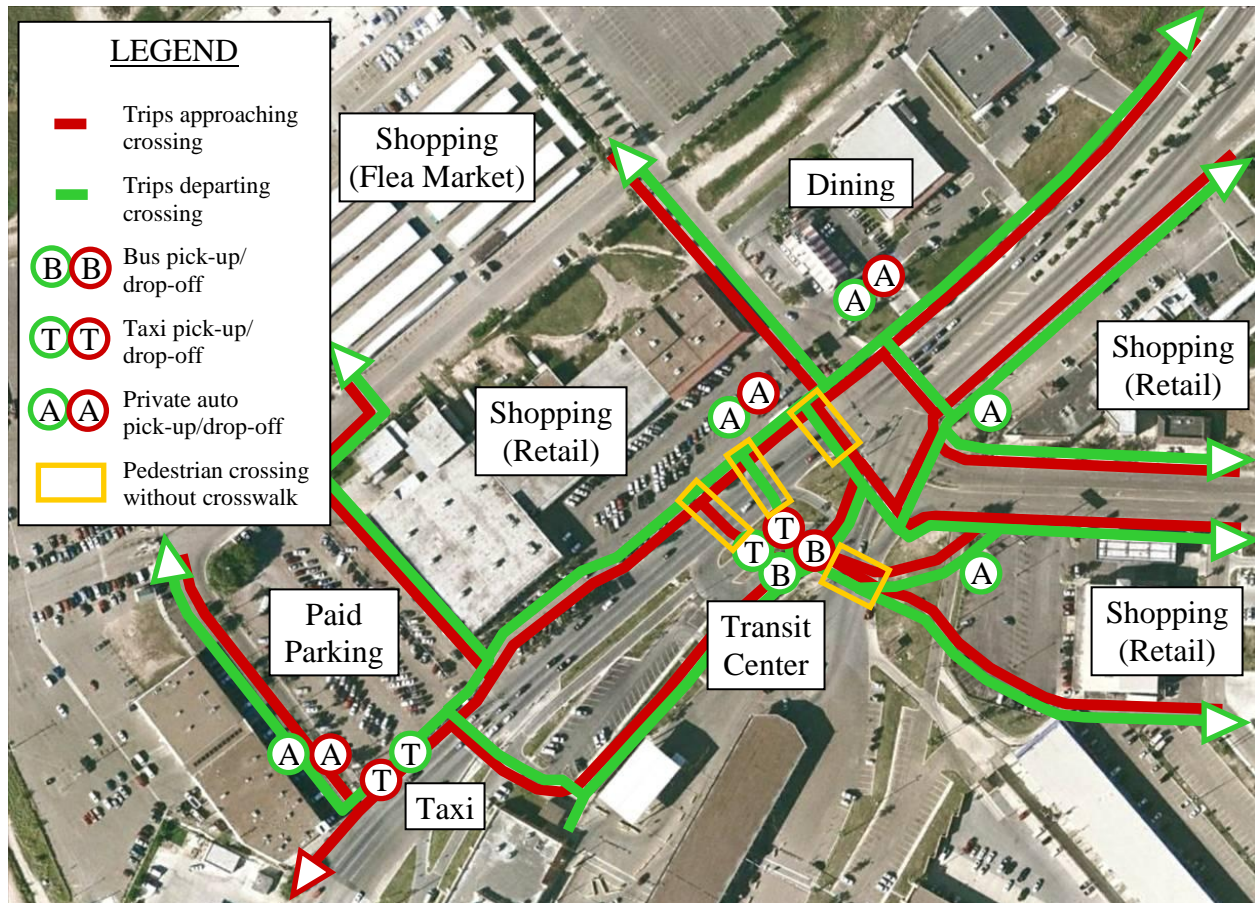 LEGEND
Trips approaching
crossing
Trips departing
crossing
B B Bus pick-up/
drop-off
T T Taxi pick-up/
drop-off
A A Private auto
pick-up/drop-off
Pedestrian crossing
without crosswalk
Shopping
(Flea Market)
Dining
A
A
Shopping
(Retail)
A
A
Shopping
(Retail)
A
T
T
B
B
A
Paid
Parking
Transit
Center
Shopping
(Retail)
A
A
T
T
Taxi